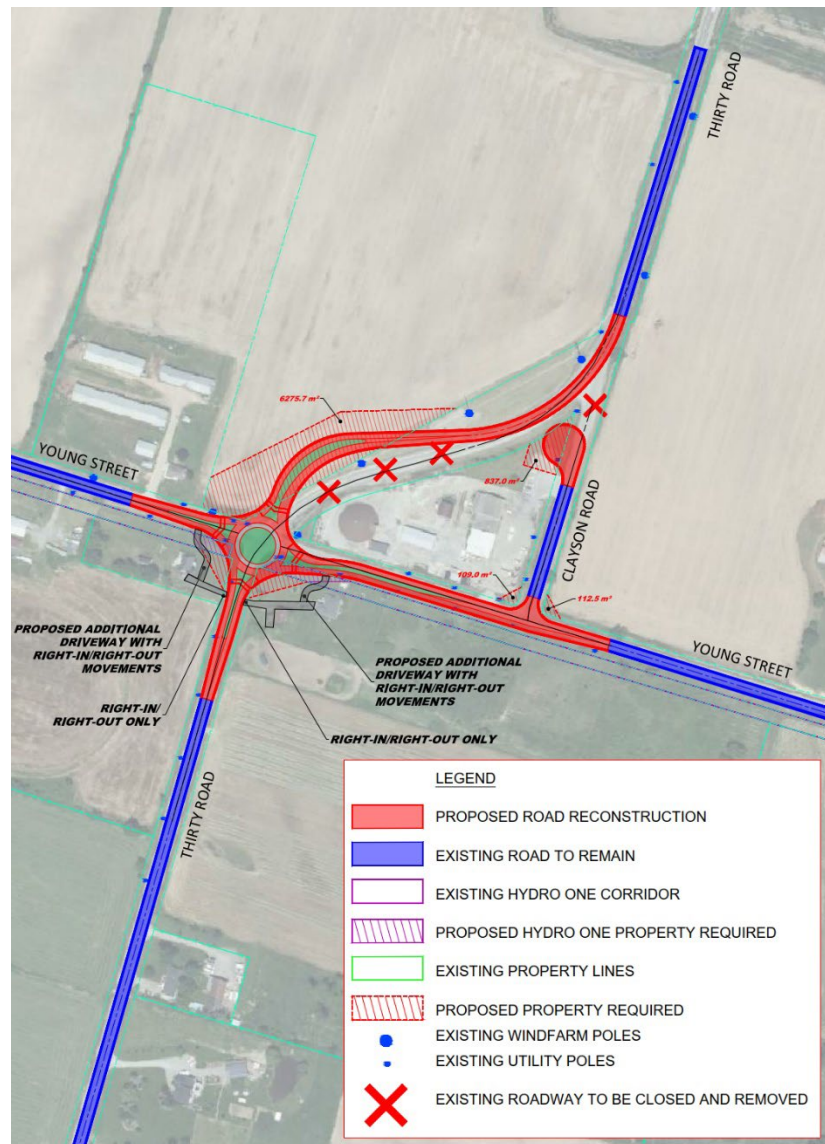 THIRTY ROAD
6275.7 m²
YOUNG STREET
837.0 m²
CLAYSON ROAD
109.0 m²
112.5 m²
PROPOSED ADDITIONAL
DRIVEWAY WITH
RIGHT-IN/RIGHT-OUT
MOVEMENTS
PROPOSED ADDITIONAL
DRIVEWAY WITH
RIGHT-IN/RIGHT-OUT
MOVEMENTS
YOUNG STREET
RIGHT-IN/
RIGHT-OUT ONLY
RIGHT-IN/RIGHT-OUT ONLY
THIRTY ROAD
LEGEND
PROPOSED ROAD RECONSTRUCTION
EXISTING ROAD TO REMAIN
EXISTING HYDRO ONE CORRIDOR
PROPOSED HYDRO ONE PROPERTY REQUIRED
EXISTING PROPERTY LINES
PROPOSED PROPERTY REQUIRED
EXISTING WINDFARM POLES
EXISTING UTILITY POLES
EXISTING ROADWAY TO BE CLOSED AND REMOVED